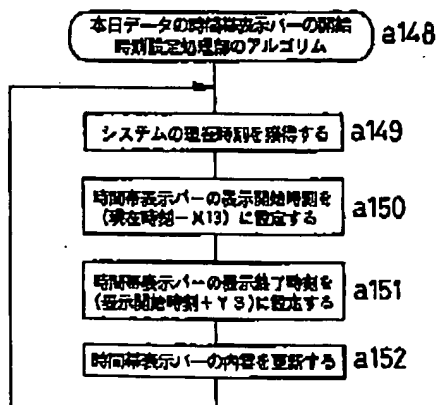 本日データの時間帯表示バーの開始
時刻設定処理部のアルゴリム
a148
システムの現在時刻を獲得する
a149
時間帯表示バーの表示開始時刻を
(現在時刻-X13)に設定する
a150
時間帯表示バーの表示終了時刻を
(表示開始時刻+Y3)に設定する
a151
時間帯表示バーの内容を更新する
a152